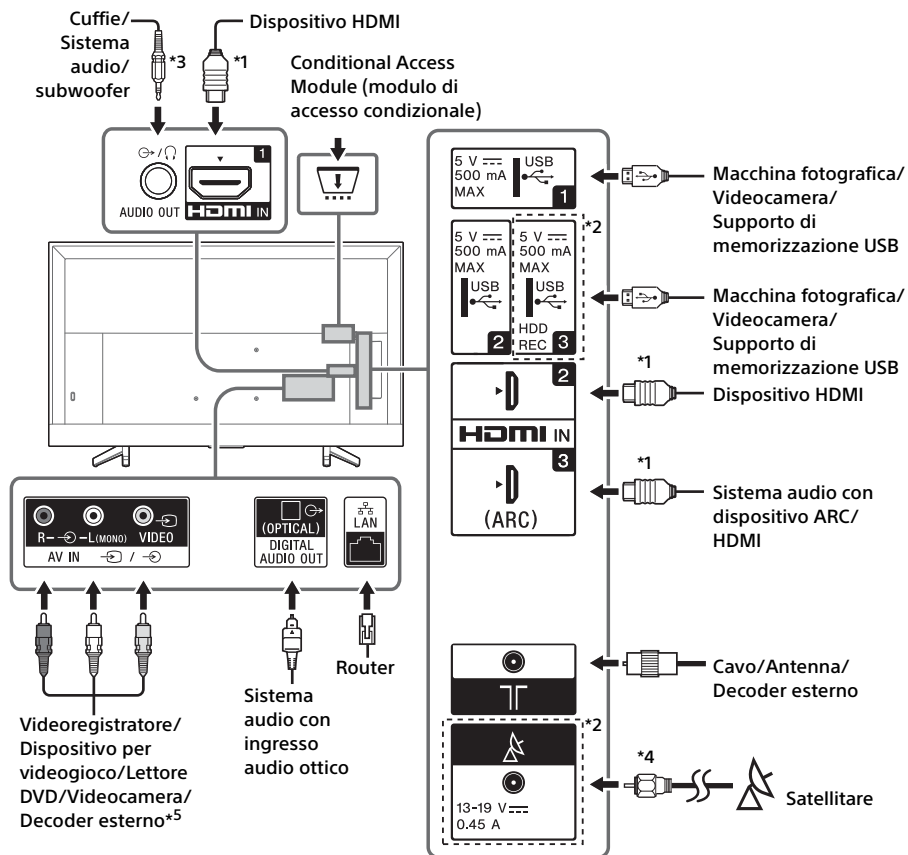 Cuffie/
Sistema
audio/
subwoofer
*3
Dispositivo HDMI
*1
Conditional Access
Module (modulo di
accesso condizionale)
AUDIO OUT
1
HDMI IN
5 V
500 mA
MAX
USB
1
Macchina fotografica/
Videocamera/
Supporto di
memorizzazione USB
*2
5 V
500 mA
MAX
USB
2
5 V
500 mA
MAX
USB
HDD
REC 3
Macchina fotografica/
Videocamera/
Supporto di
memorizzazione USB
2
*1
Dispositivo HDMI
HDMI IN
3
(ARC)
*1
Sistema audio con
dispositivo ARC/
HDMI
R- -L(MONO) VIDEO
AV IN /
(OPTICAL)
DIGITAL
AUDIO OUT
LAN
Videoregistratore/
Dispositivo per
videogioco/Lettore
DVD/Videocamera/
Decoder esterno*5
Sistema
audio con
ingresso
audio ottico
Router
Cavo/Antenna/
Decoder esterno
*2
13-19 V
0.45 A
*4
Satellitare